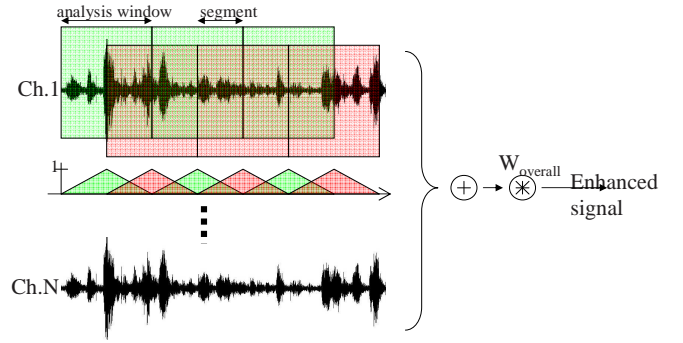 analysis window
segment
Ch.1
1
W overall
Enhanced
signal
Ch.N